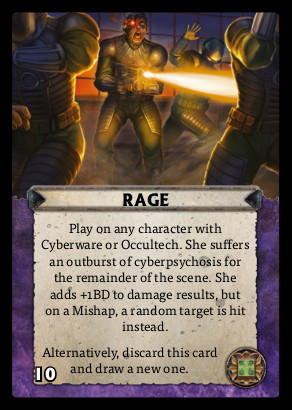 RAGE
Play on any character with
Cyberware or Occultech. She suffers
an outburst of cyberpsychosis for
the remainder of the scene. She
adds +1BD to damage results, but
on a Mishap, a random target is hit
instead.
Alternatively, discard this card
and draw a new one.
10